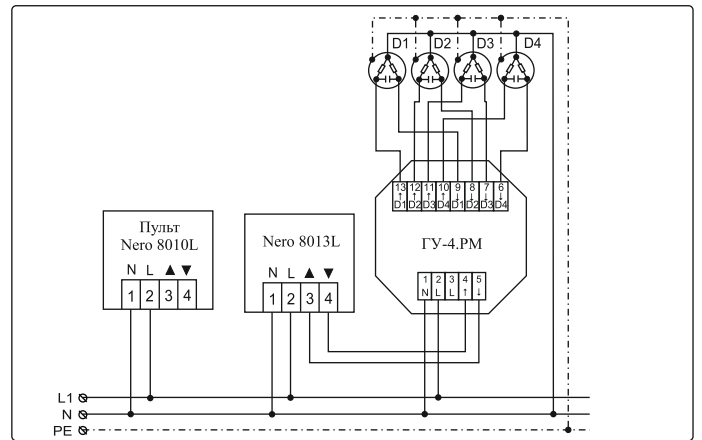 D1 D2 D3 D4
13 12 11 10 9 8 7 6
↑ ↑ ↑ ↑ ↓ ↓ ↓ ↓
D1 D2 D3 D4 D1 D2 D3 D4
Пульт
Nero 8010L
N L ▲ ▼
1 2 3 4
Nero 8013L
N L ▲ ▼
1 2 3 4
ГУ-4.РМ
1 2 3 4 5
N L L ↑ ↓
L1
N
PE